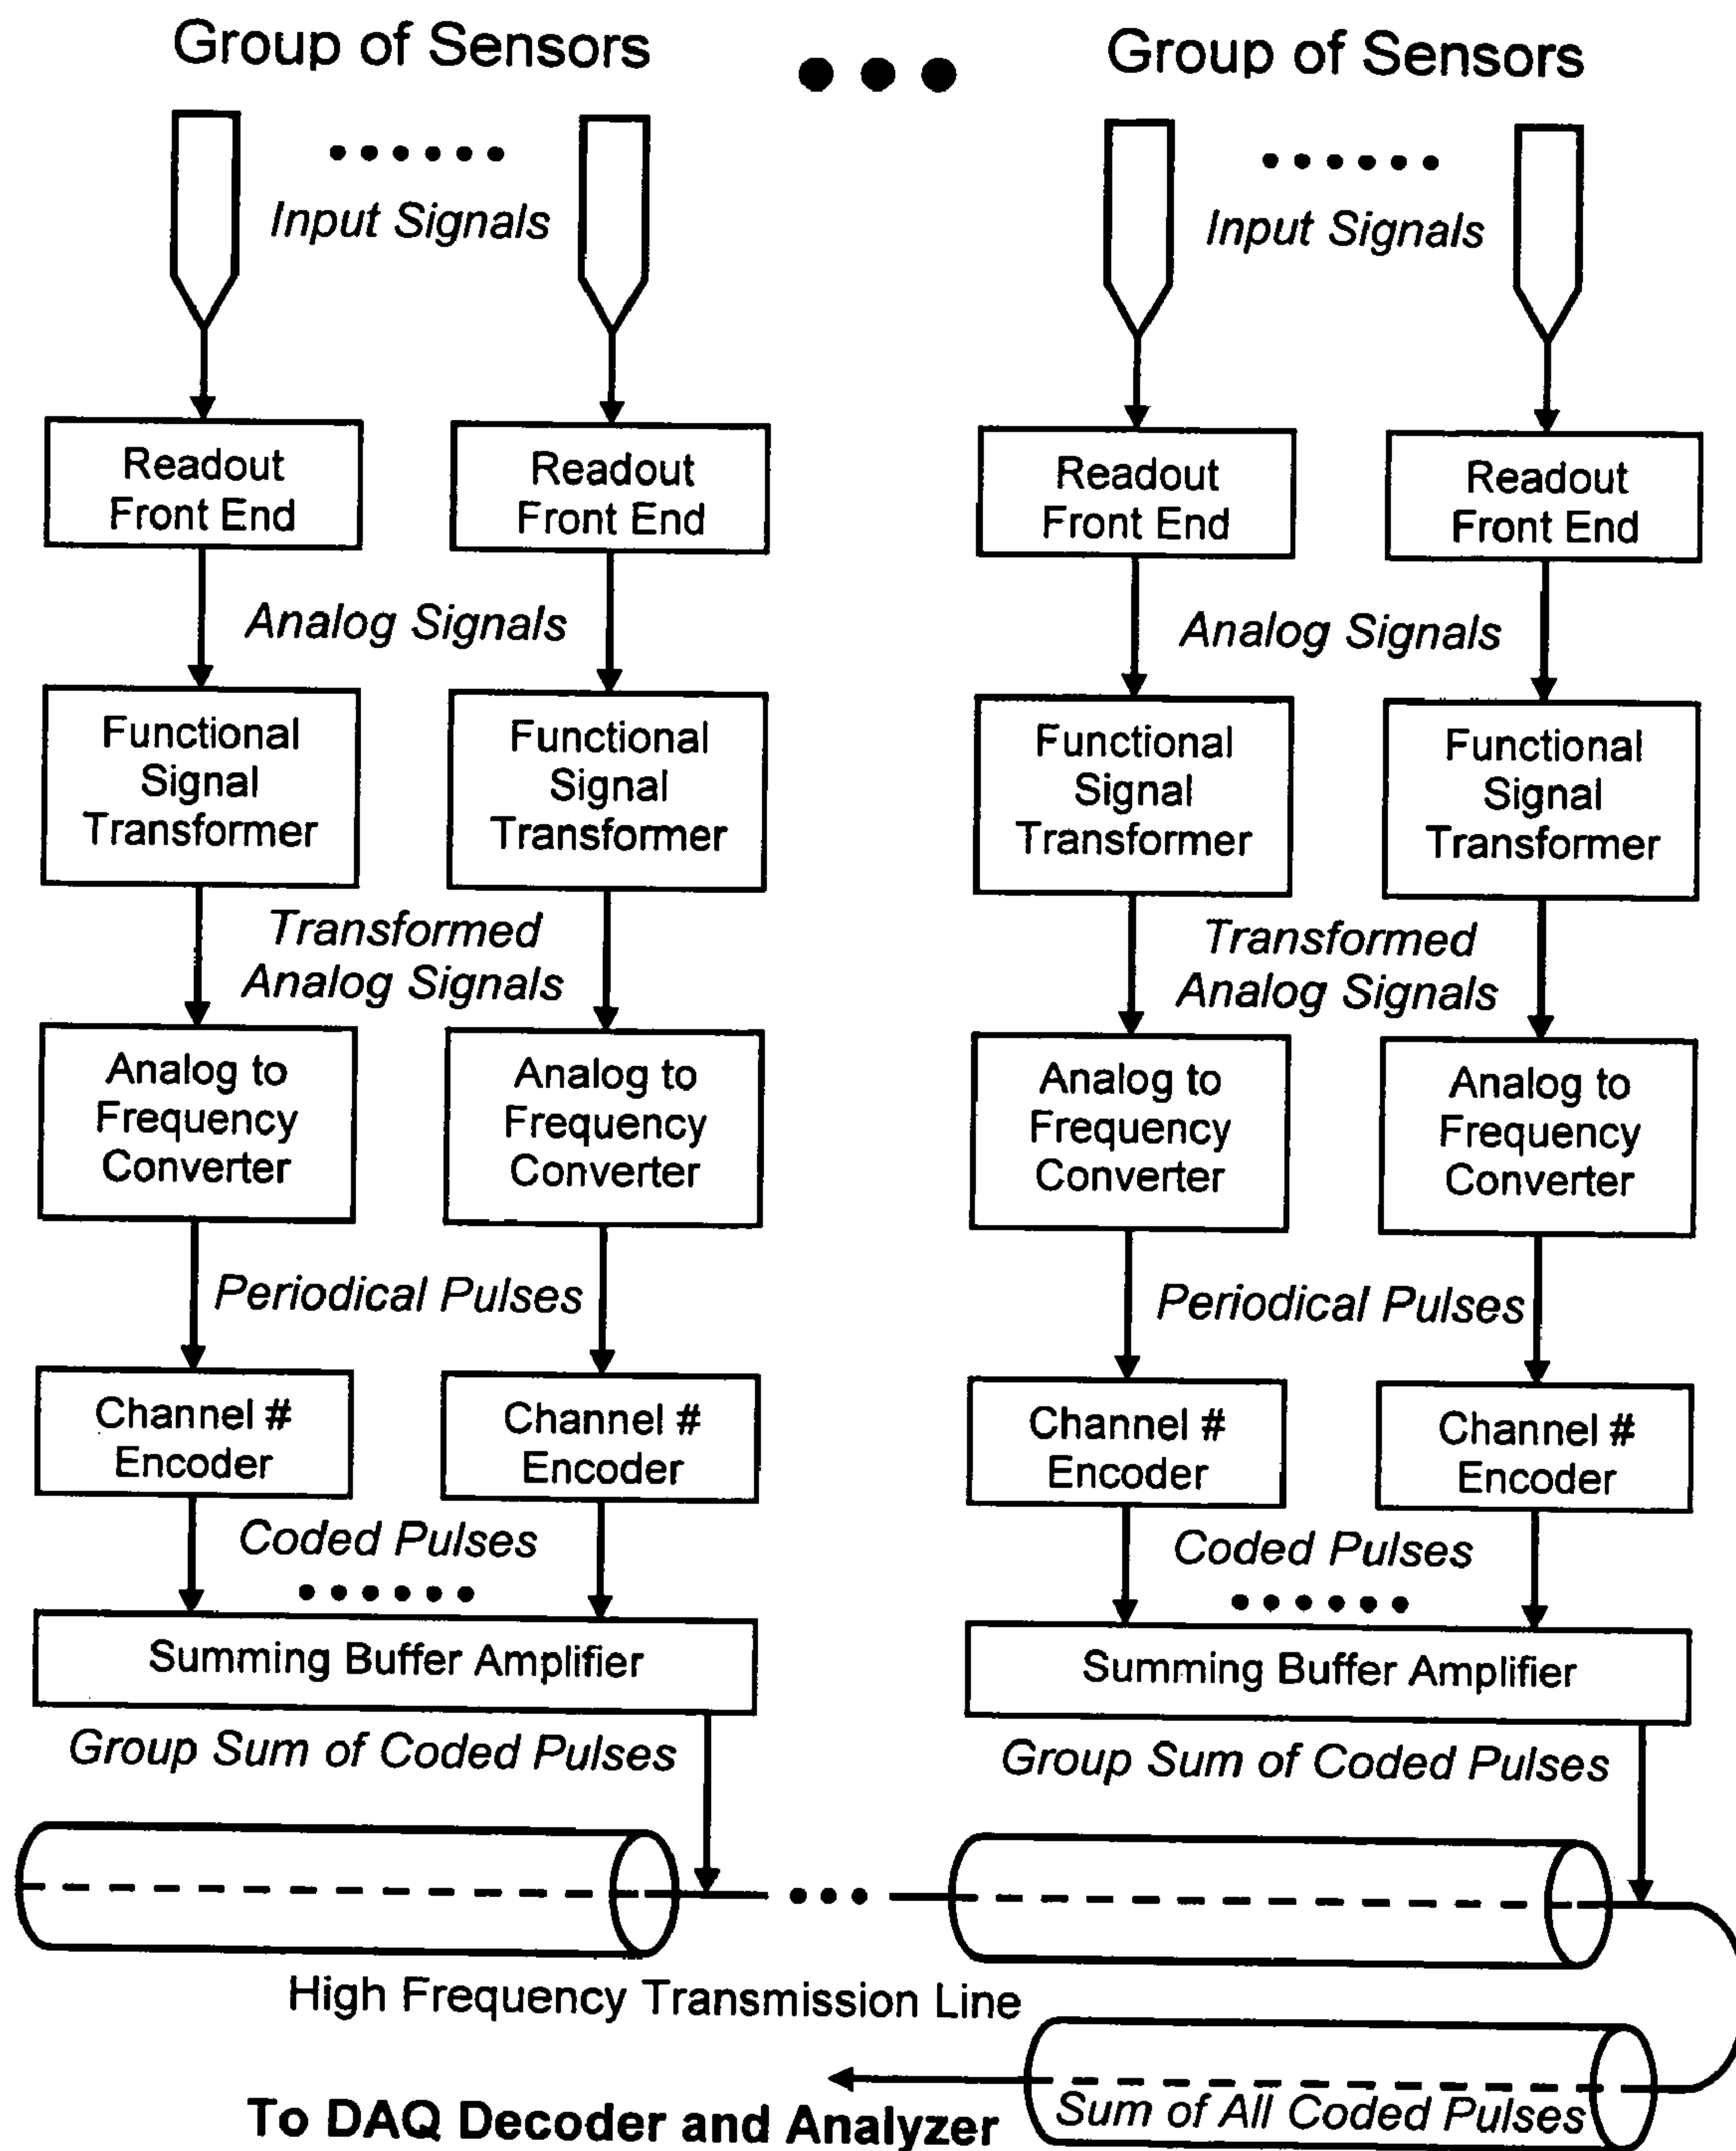 Group of Sensors
Group of Sensors
Input Signals
Input Signals
Readout
Front End
Readout
Front End
Readout
Front End
Readout
Front End
Analog Signals
Analog Signals
Functional
Signal
Transformer
Functional
Signal
Transformer
Functional
Signal
Transformer
Functional
Signal
Transformer
Transformed
Analog Signals
Transformed
Analog Signals
Analog to
Frequency
Converter
Analog to
Frequency
Converter
Analog to
Frequency
Converter
Analog to
Frequency
Converter
Periodical Pulses
Periodical Pulses
Channel #
Encoder
Channel #
Encoder
Channel #
Encoder
Channel #
Encoder
Coded Pulses
Coded Pulses
Summing Buffer Amplifier
Summing Buffer Amplifier
Group Sum of Coded Pulses
Group Sum of Coded Pulses
High Frequency Transmission Line
Sum of All Coded Pulses
To DAQ Decoder and Analyzer